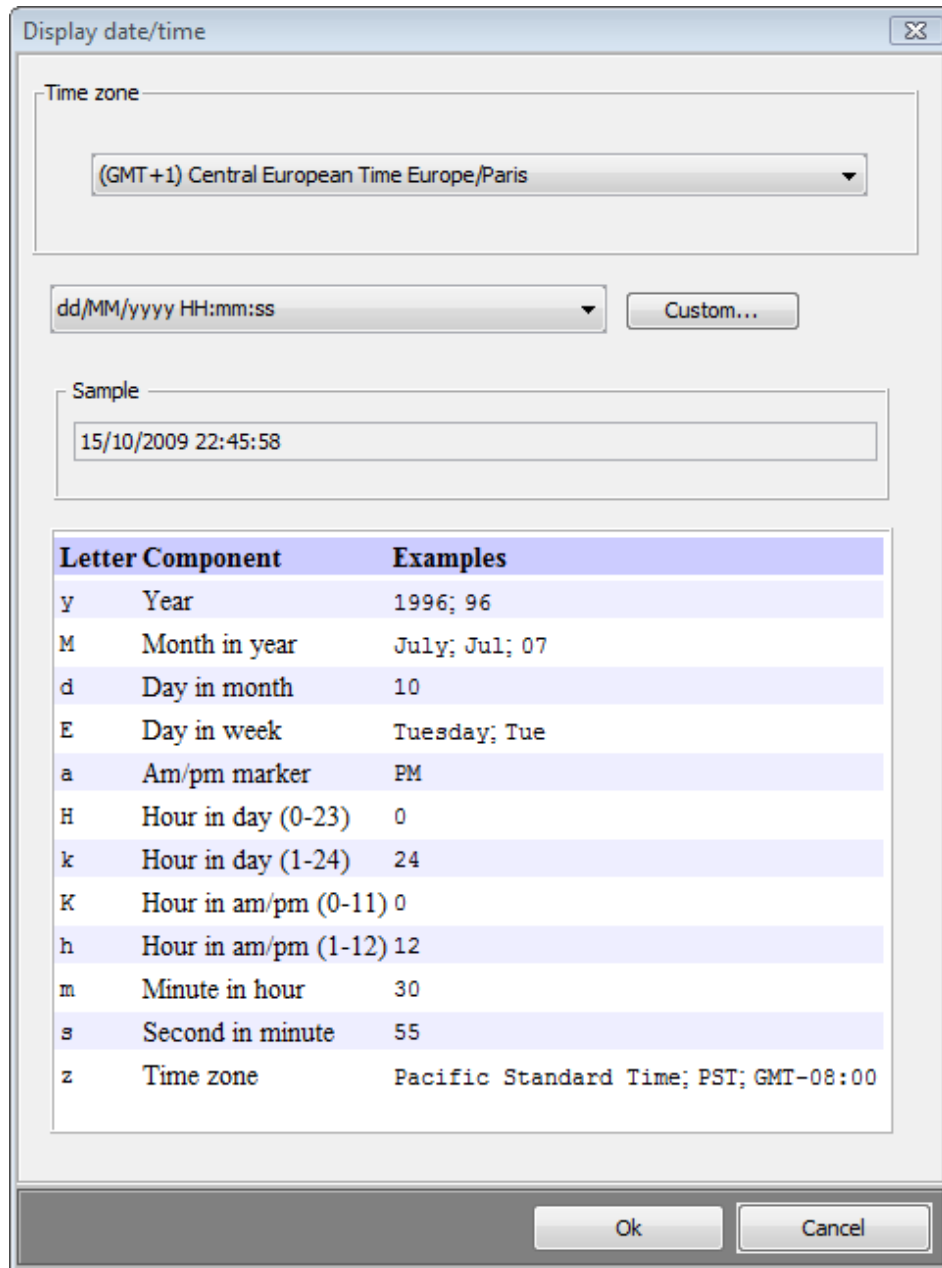 Display date/time
Time zone
(GMT+1) Central European Time Europe/Paris
dd/MM/yyyy HH:mm:ss
Custom...
Sample
15/10/2009 22:45:58
Letter Component Examples
y Year 1996; 96
M Month in year July; Jul; 07
d Day in month 10
E Day in week Tuesday; Tue
a Am/pm marker PM
H Hour in day (0-23) 0
k Hour in day (1-24) 24
K Hour in am/pm (0-11) 0
h Hour in am/pm (1-12) 12
m Minute in hour 30
s Second in minute 55
z Time zone Pacific Standard Time; PST; GMT-08:00
Ok Cancel